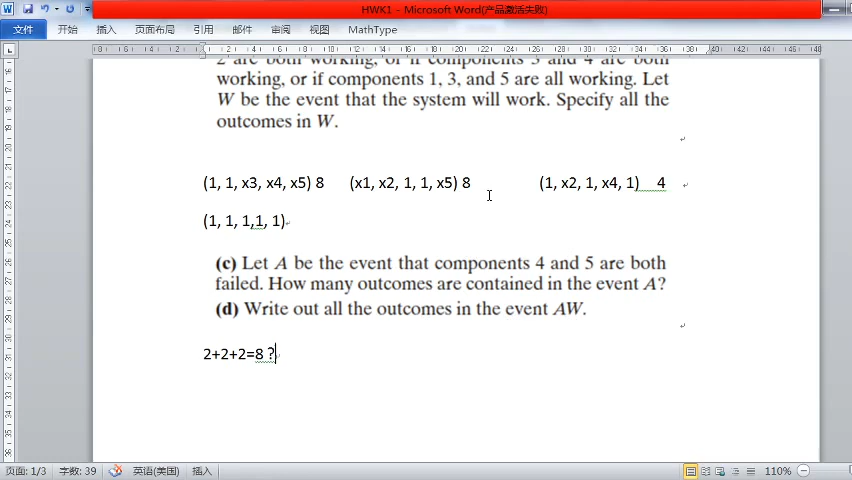 HWK1 - Microsoft Word(产品激活失败)
文件 开始 插入 页面布局 引用 邮件 审阅 视图 MathType
2 are both working, or if components 3 and 4 are both
working, or if components 1, 3, and 5 are all working. Let
W be the event that the system will work. Specify all the
outcomes in W.
(1, 1, x3, x4, x5) 8 (x1, x2, 1, 1, x5) 8 (1, x2, 1, x4, 1) 4
(1, 1, 1,1, 1)
(c) Let A be the event that components 4 and 5 are both
failed. How many outcomes are contained in the event A?
(d) Write out all the outcomes in the event AW.
2+2+2=8 ?
页面: 1/3 字数: 39 英语(美国) 插入 110%